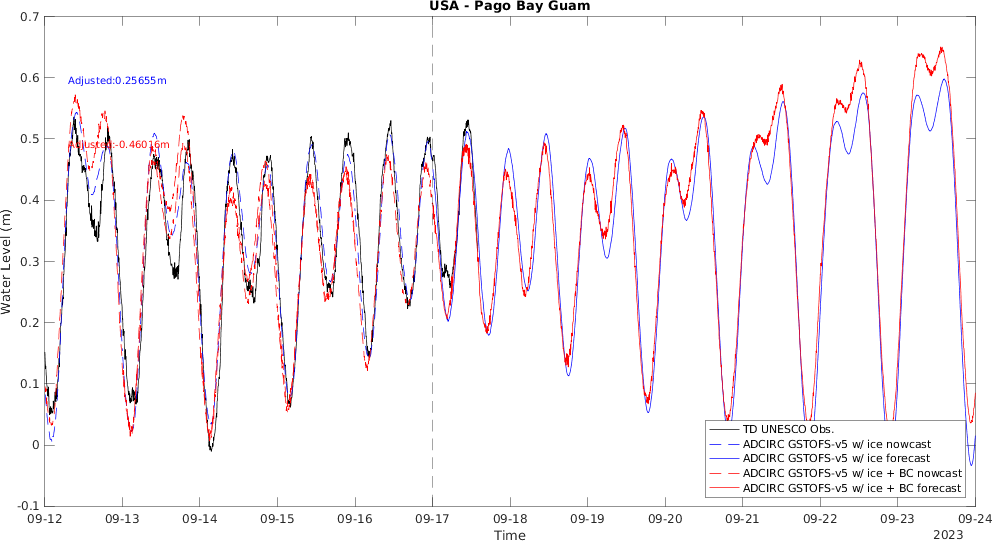 USA - Pago Bay Guam
0.7
0.6
0.5
0.4
0.3
0.2
0.1
0
-0.1
Water Level (m)
Adjusted:0.25655m
Adjusted:-0.46016m
TD UNESCO Obs.
ADCIRC GSTOFS-v5 w/ ice nowcast
ADCIRC GSTOFS-v5 w/ ice forecast
ADCIRC GSTOFS-v5 w/ ice + BC nowcast
ADCIRC GSTOFS-v5 w/ ice + BC forecast
09-12 09-13 09-14 09-15 09-16 09-17 09-18 09-19 09-20 09-21 09-22 09-23 09-24
Time
2023